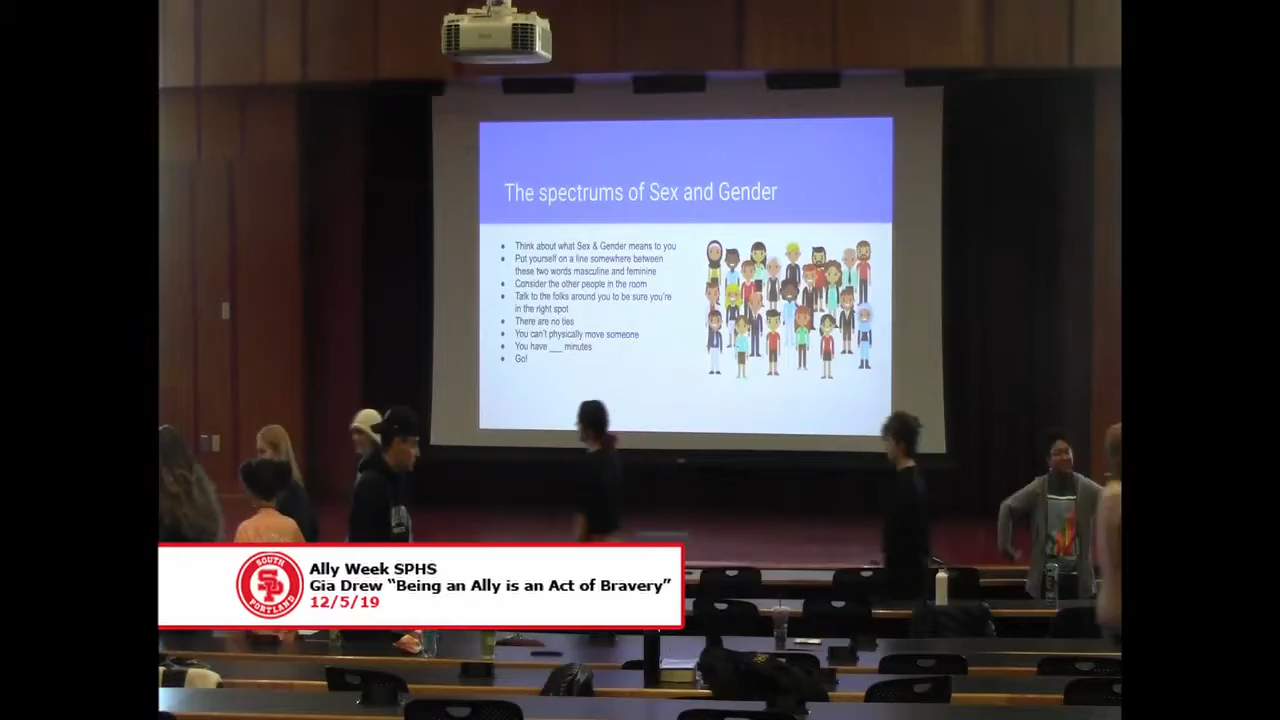 The spectrums of Sex and Gender
Think about what Sex & Gender means to you
Put yourself on a line somewhere between
these two words masculine and feminine
Consider the other people in the room
Talk to the folks around you to be sure you're
in the right spot
There are no ties
You can't physically move someone
You have ___ minutes
Go!
SOUTH
SP
PORTLAND
Ally Week SPHS
Gia Drew “Being an Ally is an Act of Bravery”
12/5/19